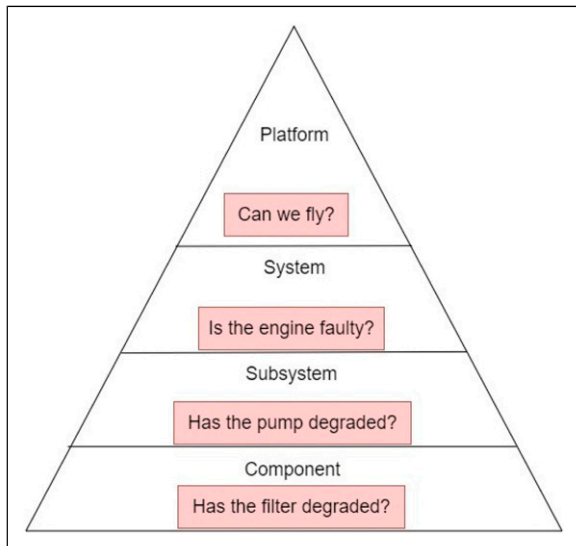 Platform
Can we fly?
System
Is the engine faulty?
Subsystem
Has the pump degraded?
Component
Has the filter degraded?